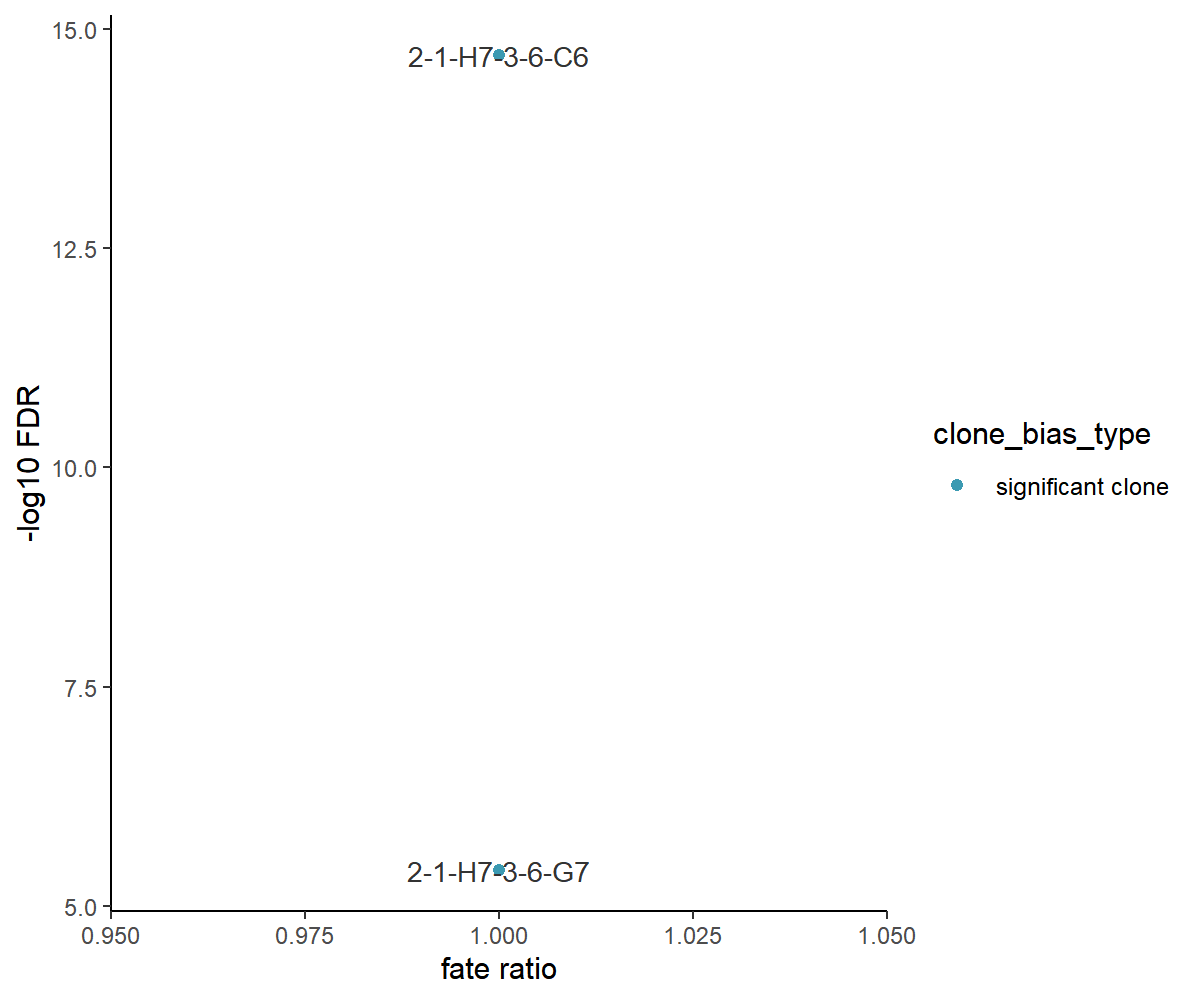 15.0
2-1-H7-3-6-C6
12.5
-log10 FDR
10.0
clone_bias_type
significant clone
7.5
2-1-H7-3-6-G7
5.0
0.950 0.975 1.000 1.025 1.050
fate ratio